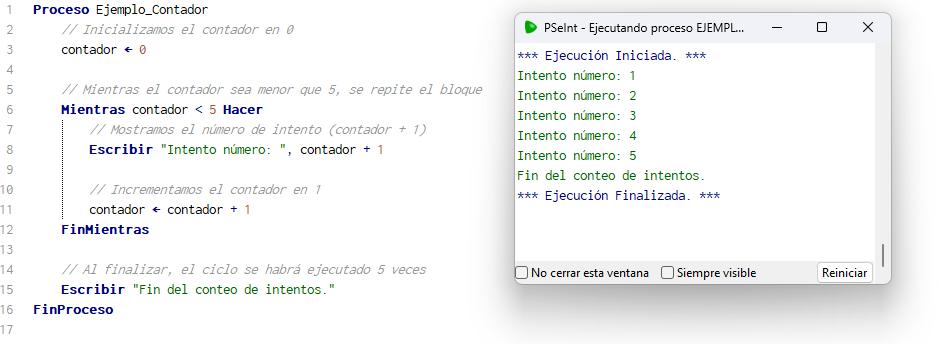 1 Proceso Ejemplo_Contador
2 // Inicializamos el contador en 0
3 contador ← 0
4
5 // Mientras el contador sea menor que 5, se repite el bloque
6 Mientras contador < 5 Hacer
7 // Mostramos el número de intento (contador + 1)
8 Escribir "Intento número: ", contador + 1
9
10 // Incrementamos el contador en 1
11 contador ← contador + 1
12 FinMientras
13
14 // Al finalizar, el ciclo se habrá ejecutado 5 veces
15 Escribir "Fin del conteo de intentos."
16 FinProceso
17
PSeInt - Ejecutando proceso EJEMPL...
*** Ejecución Iniciada. ***
Intento número: 1
Intento número: 2
Intento número: 3
Intento número: 4
Intento número: 5
Fin del conteo de intentos.
*** Ejecución Finalizada. ***
No cerrar esta ventana Siempre visible Reiniciar